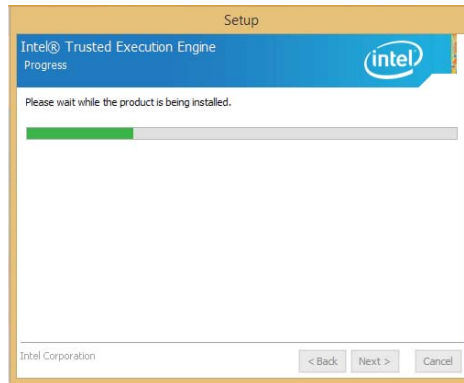 Setup
Intel® Trusted Execution Engine
Progress
intel
Please wait while the product is being installed.
Intel Corporation
< Back Next > Cancel